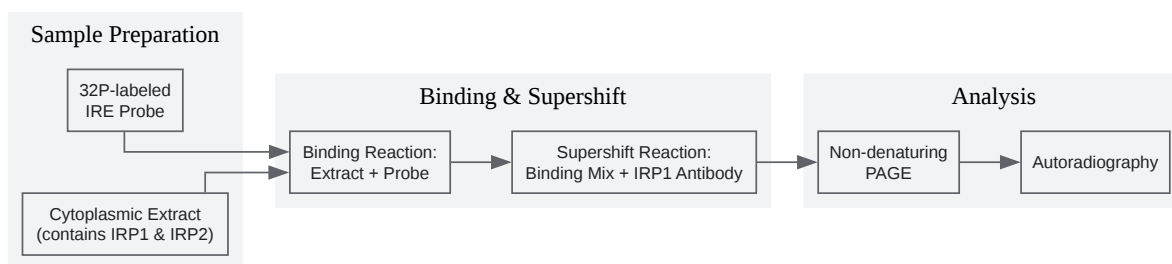 Sample Preparation
32P-labeled
IRE Probe
Cytoplasmic Extract
(contains IRP1 & IRP2)
Binding & Supershift
Binding Reaction:
Extract + Probe
Supershift Reaction:
Binding Mix + IRP1 Antibody
Analysis
Non-denaturing
PAGE
Autoradiography